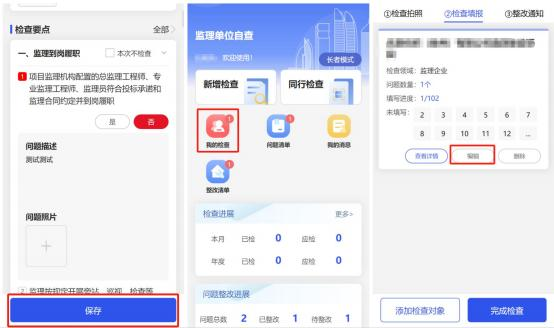 检查要点
全部>
一、监理到岗履职
本次不检查
1 项目监理机构配置的总监理工程师、专
业监理工程师、监理员符合投标承诺和
监理合同约定并到岗履职
是
否
问题描述
测试测试
问题照片
+
2 监理按规定开展旁站、巡视、检查等
保存
监理单位自查
欢迎使用!
长者模式
新增检查
同行检查
1
我的检查
1
问题清单
我的消息
1
整改清单
检查进展
更多>
本月 已检 0 应检 0
年度 已检 0 应检 0
问题整改进展
问题总数 2 已整改 1 待整改 1
①检查拍照
②检查填报
③整改通知
检查领域: 监理企业
问题数量: 1个
填写进度: 1/102
未填写: 2 3 4 5 6 7
8 9 10 11 12 ...
查看详情
编辑
删除
添加检查对象
完成检查